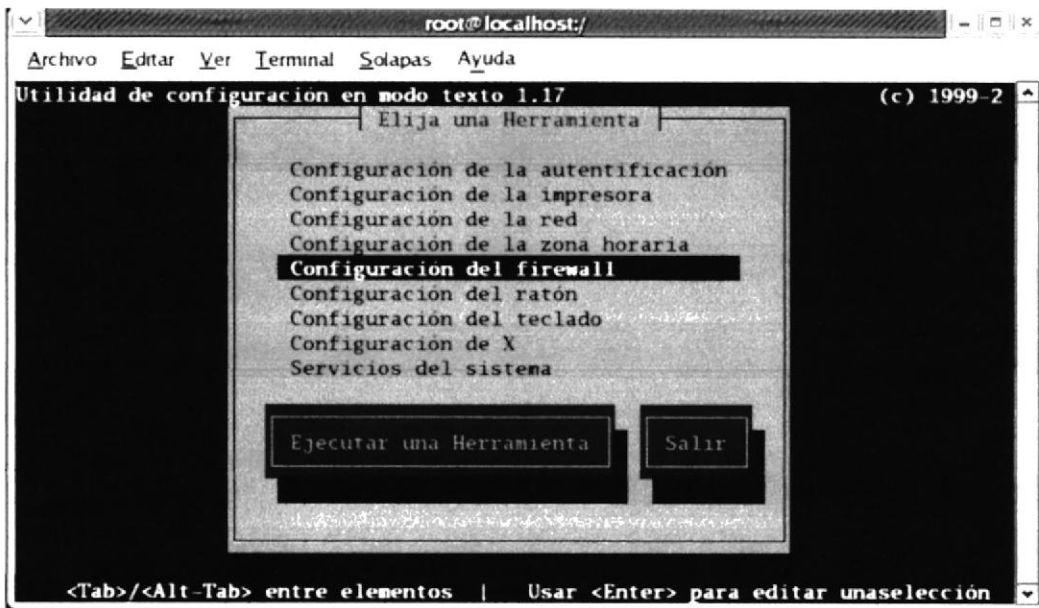 root@localhost:/
Archivo Editar Ver Terminal Solapas Ayuda
Utilidad de configuración en modo texto 1.17 (c) 1999-2
Elija una Herramienta
Configuración de la autentificación
Configuración de la impresora
Configuración de la red
Configuración de la zona horaria
Configuración del firewall
Configuración del ratón
Configuración del teclado
Configuración de X
Servicios del sistema
Ejecutar una Herramienta Salir
<Tab>/<Alt-Tab> entre elementos | Usar <Enter> para editar unaselección